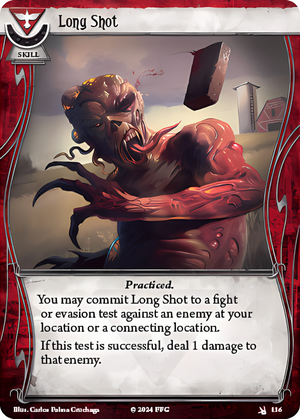 Long Shot
SKILL
Practiced.
You may commit Long Shot to a fight
or evasion test against an enemy at your
location or a connecting location.
If this test is successful, deal 1 damage to
that enemy.
Illus. Carlos Palma Cruchaga
© 2024 FFG
116